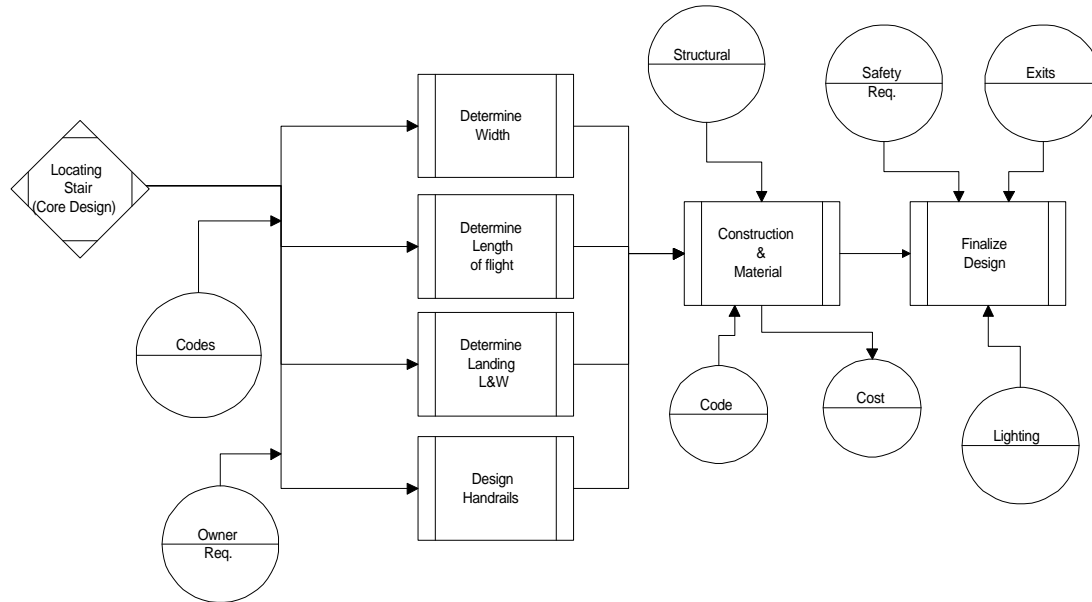 Structural
Safety
Req.
Exits
Determine
Width
Locating
Stair
(Core Design)
Determine
Length
of flight
Construction
&
Material
Finalize
Design
Codes
Determine
Landing
L&W
Code
Cost
Lighting
Design
Handrails
Owner
Req.